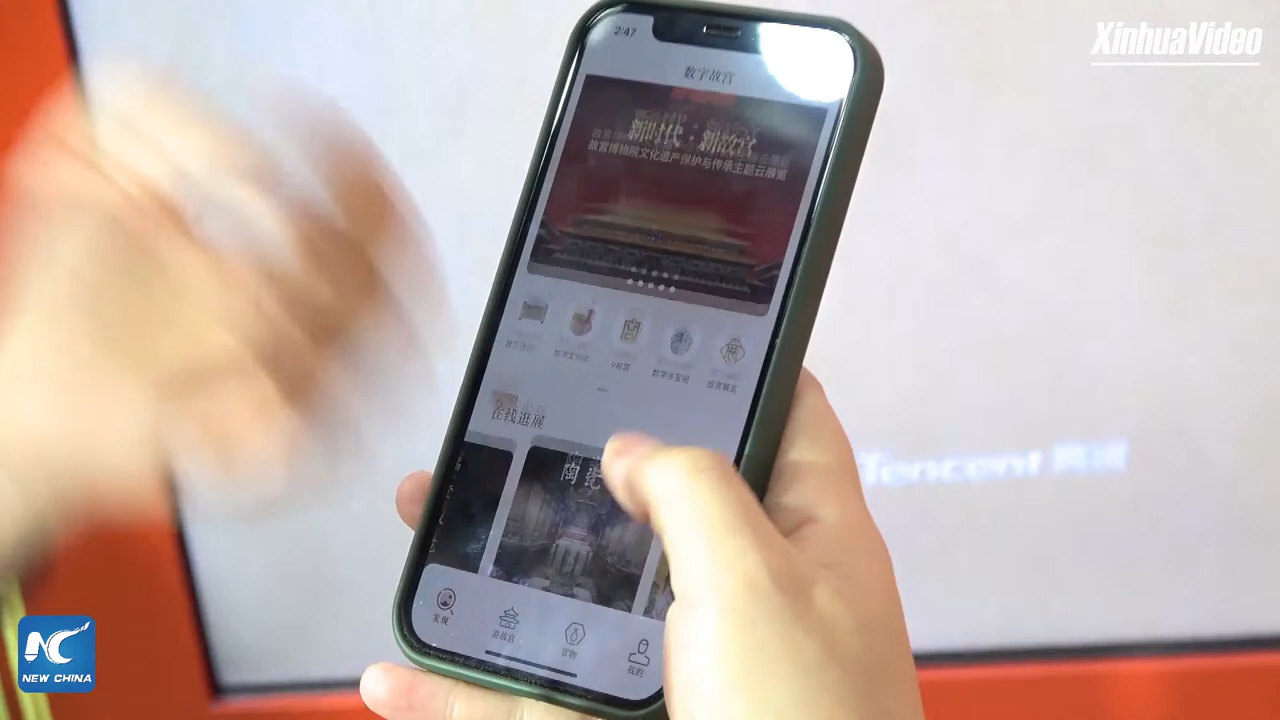 XinhuaVideo
2:47
数字故宫
新时代·新故宫
故宫博物院文化遗产保护与传承主题云展览
V故宫
数字多宝阁
故宫展览
在线逛展
陶瓷
发现
游故宫
我的
Tencent 腾讯
NEW CHINA